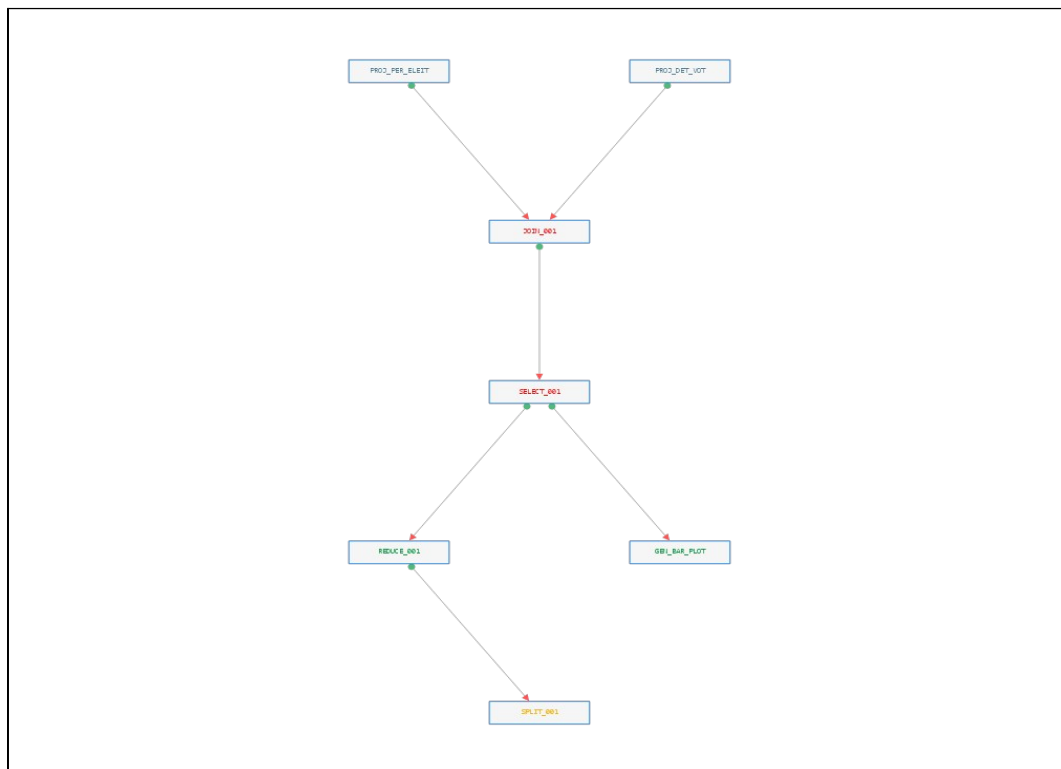 PROJ_PER_ELEIT
PROJ_DET_VOT
JOIN_001
SELECT_001
REDUCE_001
GEN_BAR_PLOT
SPLIT_001